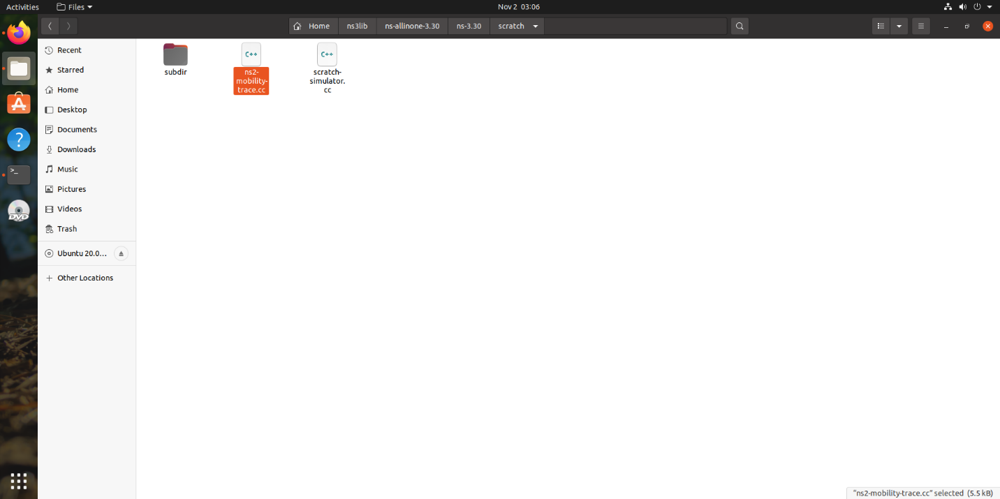 Activities
Files
Nov 2 03:06
Home
ns3lib
ns-allinone-3.30
ns-3.30
scratch
Recent
Starred
Home
Desktop
Documents
Downloads
Music
Pictures
Videos
Trash
Ubuntu 20.0…
Other Locations
subdir
C++
ns2-
mobility-
trace.cc
C++
scratch-
simulator.
cc
>_
?
DVD
"ns2-mobility-trace.cc" selected (5.5 kB)